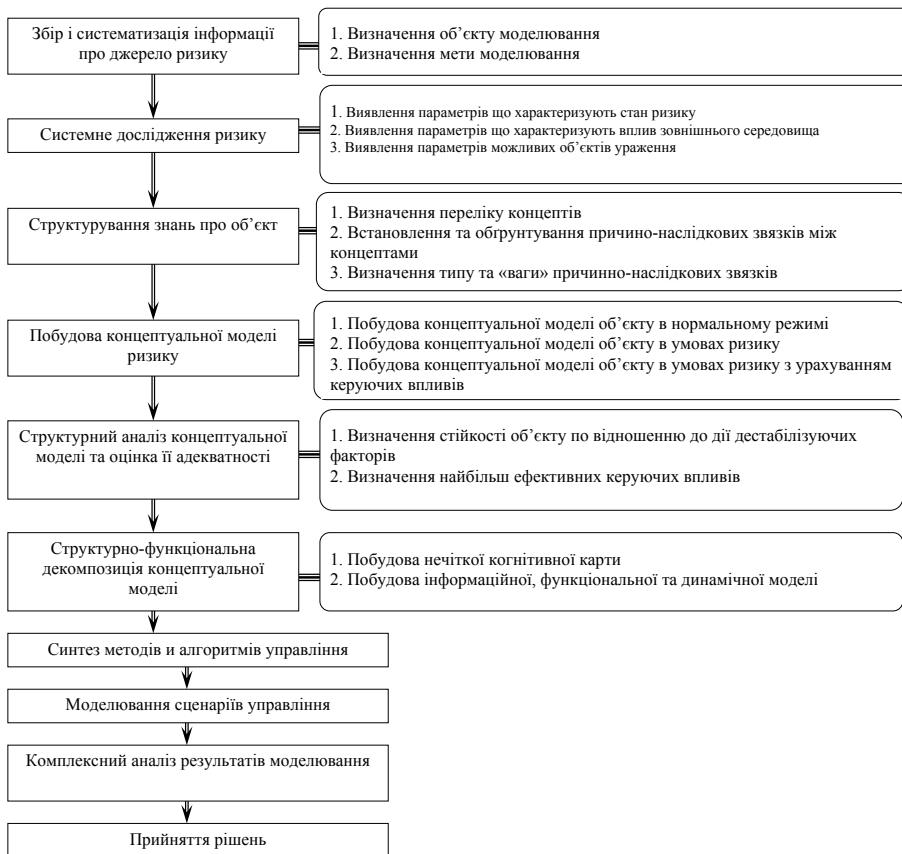 Збір і систематизація інформації
про джерело ризику
1. Визначення об’єкту моделювання
2. Визначення мети моделювання
Системне дослідження ризику
1. Виявлення параметрів що характеризують стан ризику
2. Виявлення параметрів що характеризують вплив зовнішнього середовища
3. Виявлення параметрів можливих об’єктів ураження
Структурування знань про об’єкт
1. Визначення переліку концептів
2. Встановлення та обґрунтування причино-наслідкових звязків між
концептами
3. Визначення типу та «ваги» причинно-наслідкових звязків
Побудова концептуальної моделі
ризику
1. Побудова концептуальної моделі об’єкту в нормальному режимі
2. Побудова концептуальної моделі об’єкту в умовах ризику
3. Побудова концептуальної моделі об’єкту в умовах ризику з урахуванням
керуючих впливів
Структурний аналіз концептуальної
моделі та оцінка її адекватності
1. Визначення стійкості об’єкту по відношенню до дії дестабілізуючих
факторів
2. Визначення найбільш ефективних керуючих впливів
Структурно-функціональна
декомпозиція концептуальної
моделі
1. Побудова нечіткої когнітивної карти
2. Побудова інформаційної, функціональної та динамічної моделі
Синтез методів и алгоритмів управління
Моделювання сценаріїв управління
Комплексний аналіз результатів моделювання
Прийняття рішень